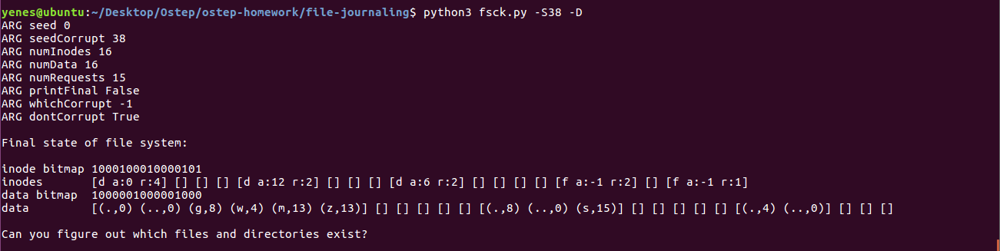 yenes@ubuntu:~/Desktop/Ostep/ostep-homework/file-journaling$ python3 fsck.py -S38 -D
ARG seed 0
ARG seedCorrupt 38
ARG numInodes 16
ARG numData 16
ARG numRequests 15
ARG printFinal False
ARG whichCorrupt -1
ARG dontCorrupt True
Final state of file system:
inode bitmap 1000100010000101
inodes [d a:0 r:4] [] [] [] [d a:12 r:2] [] [] [] [d a:6 r:2] [] [] [] [] [f a:-1 r:2] [] [f a:-1 r:1]
data bitmap 1000001000001000
data [(.,0) (..,0) (g,8) (w,4) (m,13) (z,13)] [] [] [] [] [] [(.,8) (..,0) (s,15)] [] [] [] [] [] [(.,4) (..,0)] [] [] []
Can you figure out which files and directories exist?